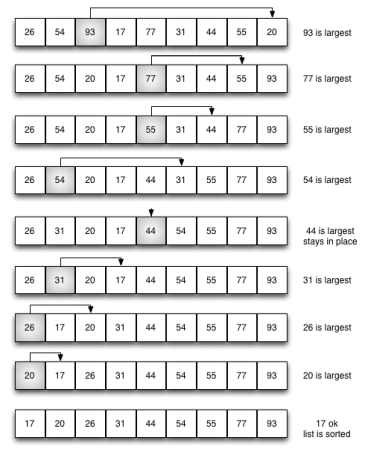 26 54 93 17 77 31 44 55 20 93 is largest
26 54 20 17 77 31 44 55 93 77 is largest
26 54 20 17 55 31 44 77 93 55 is largest
26 54 20 17 44 31 55 77 93 54 is largest
26 31 20 17 44 54 55 77 93 44 is largest
stays in place
26 31 20 17 44 54 55 77 93 31 is largest
26 17 20 31 44 54 55 77 93 26 is largest
20 17 26 31 44 54 55 77 93 20 is largest
17 20 26 31 44 54 55 77 93 17 ok
list is sorted